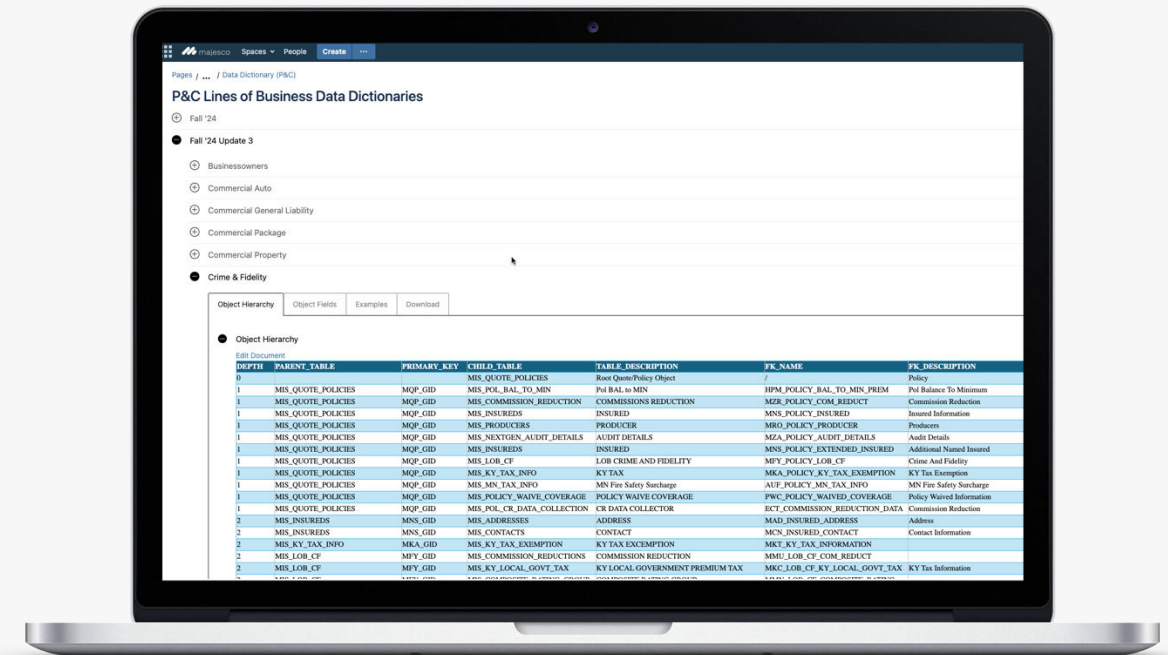 majesco Spaces People Create ...
Pages / ... / Data Dictionary (P&C)
P&C Lines of Business Data Dictionaries
Fall '24
Fall '24 Update 3
Businessowners
Commercial Auto
Commercial General Liability
Commercial Package
Commercial Property
Crime & Fidelity
Object Hierarchy Object Fields Examples Download
Object Hierarchy
Edit Document
DEPTH PARENT_TABLE PRIMARY_KEY CHILD_TABLE TABLE_DESCRIPTION FK_NAME FK_DESCRIPTION
0 MIS_QUOTE_POLICIES Root Quote/Policy Object / Policy
1 MIS_QUOTE_POLICIES MQP_GID MIS_POL_BAL_TO_MIN Pol BAL to MIN HPM_POLICY_BAL_TO_MIN_PREM Pol Balance To Minimum
1 MIS_QUOTE_POLICIES MQP_GID MIS_COMMISSION_REDUCTION COMMISSIONS REDUCTION MZR_POLICY_COM_REDUCT Commission Reduction
1 MIS_QUOTE_POLICIES MQP_GID MIS_INSUREDS INSURED MNS_POLICY_INSURED Insured Information
1 MIS_QUOTE_POLICIES MQP_GID MIS_PRODUCERS PRODUCER MRO_POLICY_PRODUCER Producers
1 MIS_QUOTE_POLICIES MQP_GID MIS_NEXTGEN_AUDIT_DETAILS AUDIT DETAILS MZA_POLICY_AUDIT_DETAILS Audit Details
1 MIS_QUOTE_POLICIES MQP_GID MIS_INSUREDS INSURED MNS_POLICY_EXTENDED_INSURED Additional Named Insured
1 MIS_QUOTE_POLICIES MQP_GID MIS_LOB_CF LOB CRIME AND FIDELITY MFY_POLICY_LOB_CF Crime And Fidelity
1 MIS_QUOTE_POLICIES MQP_GID MIS_KY_TAX_INFO KY TAX MKA_POLICY_KY_TAX_EXEMPTION KY Tax Exemption
1 MIS_QUOTE_POLICIES MQP_GID MIS_MN_TAX_INFO MN Fire Safety Surcharge AUF_POLICY_MN_TAX_INFO MN Fire Safety Surcharge
1 MIS_QUOTE_POLICIES MQP_GID MIS_POLICY_WAIVE_COVERAGE POLICY WAIVE COVERAGE PWC_POLICY_WAIVED_COVERAGE Policy Waived Information
1 MIS_QUOTE_POLICIES MQP_GID MIS_POL_CR_DATA_COLLECTION CR DATA COLLECTOR ECT_COMMISSION_REDUCTION_DATA Commission Reduction
2 MIS_INSUREDS MNS_GID MIS_ADDRESSES ADDRESS MAD_INSURED_ADDRESS Address
2 MIS_INSUREDS MNS_GID MIS_CONTACTS CONTACT MCN_INSURED_CONTACT Contact Information
2 MIS_KY_TAX_INFO MKA_GID MIS_KY_TAX_EXEMPTION KY TAX EXCEMPTION MKT_KY_TAX_INFORMATION
2 MIS_LOB_CF MFY_GID MIS_COMMISSION_REDUCTIONS COMMISSION REDUCTION MMU_LOB_CF_COM_REDUCT
2 MIS_LOB_CF MFY_GID MIS_KY_LOCAL_GOVT_TAX KY LOCAL GOVERNMENT PREMIUM TAX MKC_LOB_CF_KY_LOCAL_GOVT_TAX KY Tax Information